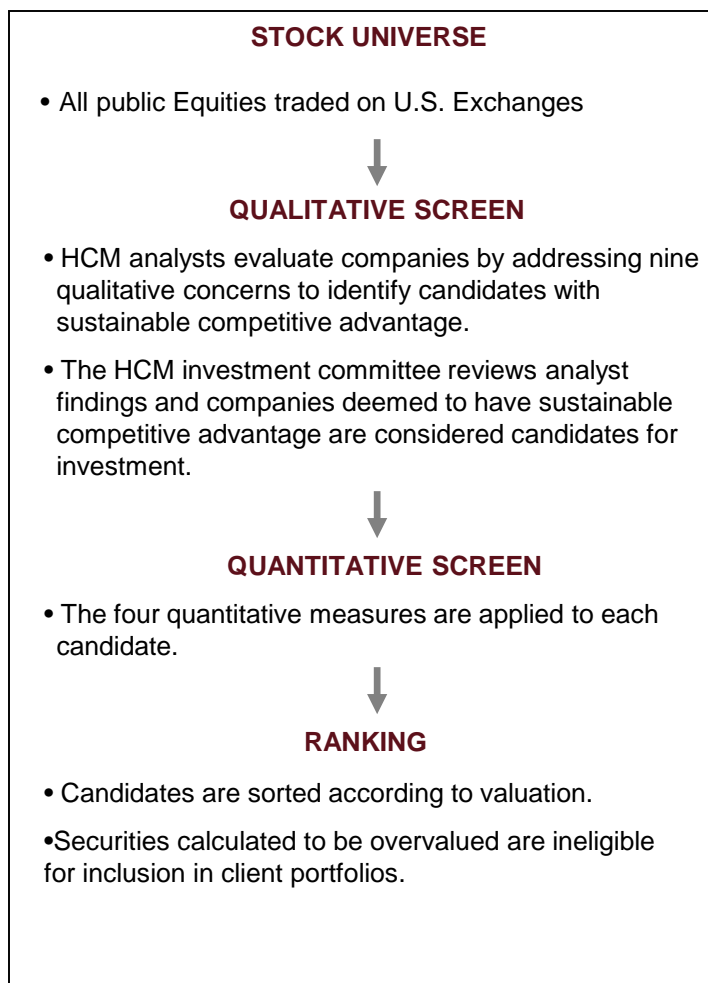 STOCK UNIVERSE
• All public Equities traded on U.S. Exchanges
QUALITATIVE SCREEN
• HCM analysts evaluate companies by addressing nine
qualitative concerns to identify candidates with
sustainable competitive advantage.
• The HCM investment committee reviews analyst
findings and companies deemed to have sustainable
competitive advantage are considered candidates for
investment.
QUANTITATIVE SCREEN
• The four quantitative measures are applied to each
candidate.
RANKING
• Candidates are sorted according to valuation.
•Securities calculated to be overvalued are ineligible
for inclusion in client portfolios.